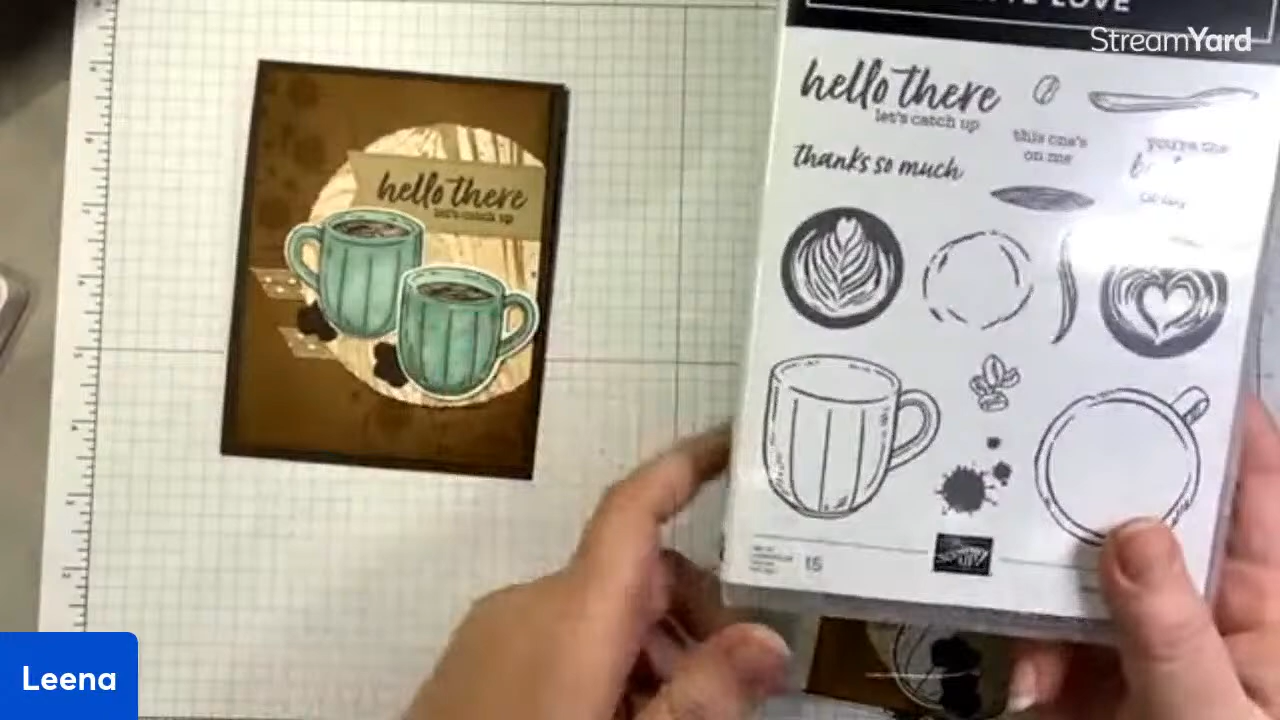 StreamYard
hello there
let's catch up
this one's
on me
you're the
thanks so much
hello there
let's catch up
15
Leena